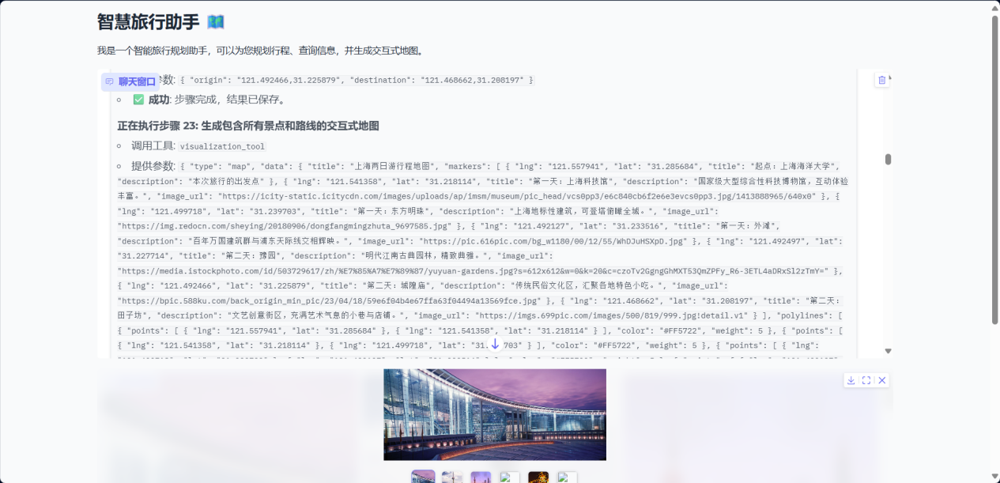 智慧旅行助手
我是一个智能旅行规划助手，可以为您规划行程、查询信息，并生成交互式地图。
聊天窗口
参数: { "origin": "121.492466,31.225879", "destination": "121.468662,31.208197" }
成功: 步骤完成，结果已保存。
正在执行步骤 23: 生成包含所有景点和路线的交互式地图
调用工具: visualization_tool
提供参数: { "type": "map", "data": { "title": "上海两日游行程地图", "markers": [ { "lng": "121.557941", "lat": "31.285684", "title": "起点：上海海洋大学",
"description": "本次旅行的出发点" }, { "lng": "121.541358", "lat": "31.218114", "title": "第一天：上海科技馆", "description": "国家级大型综合性科技博物馆，互动体验
丰富。", "image_url": "https://icity-static.icitycdn.com/images/uploads/ap/imsm/museum/pic_head/vcs0pp3/e6c840cb6f2e6e3evcs0pp3.jpg/1413888965/640x0" }, {
"lng": "121.499718", "lat": "31.239703", "title": "第一天：东方明珠", "description": "上海地标性建筑，可登塔俯瞰全城。", "image_url":
"https://img.redocn.com/sheying/20180906/dongfangmingzhuta_9697585.jpg" }, { "lng": "121.492127", "lat": "31.233516", "title": "第一天：外滩",
"description": "百年万国建筑群与浦东天际线交相辉映。", "image_url": "https://pic.616pic.com/bg_w1180/00/12/55/WhDJuHSXpD.jpg" }, { "lng": "121.492497", "lat":
"31.227714", "title": "第二天：豫园", "description": "明代江南古典园林，精致典雅。", "image_url":
"https://media.istockphoto.com/id/503729617/zh/%E7%85%A7%E7%89%87/yuyuan-gardens.jpg?s=612x612&w=0&k=20&c=czoTv2GgngGhMXT53QmZPFy_R6-3ETL4aDRxSl2zTmY=" },
{ "lng": "121.492466", "lat": "31.225879", "title": "第二天：城隍庙", "description": "传统民俗文化区，汇聚各地特色小吃。", "image_url":
"https://bpic.588ku.com/back_origin_min_pic/23/04/18/59e6f04b4e67ffa63f04494a13569fce.jpg" }, { "lng": "121.468662", "lat": "31.208197", "title": "第二天：
田子坊", "description": "文艺创意街区，充满艺术气息的小巷与店铺。", "image_url": "https://imgs.699pic.com/images/500/819/999.jpg!detail.v1" } ], "polylines": [
{ "points": [ { "lng": "121.557941", "lat": "31.285684" }, { "lng": "121.541358", "lat": "31.218114" } ], "color": "#FF5722", "weight": 5 }, { "points": [
{ "lng": "121.541358", "lat": "31.218114" }, { "lng": "121.499718", "lat": "31. 703" } ], "color": "#FF5722", "weight": 5 }, { "points": [ { "lng":